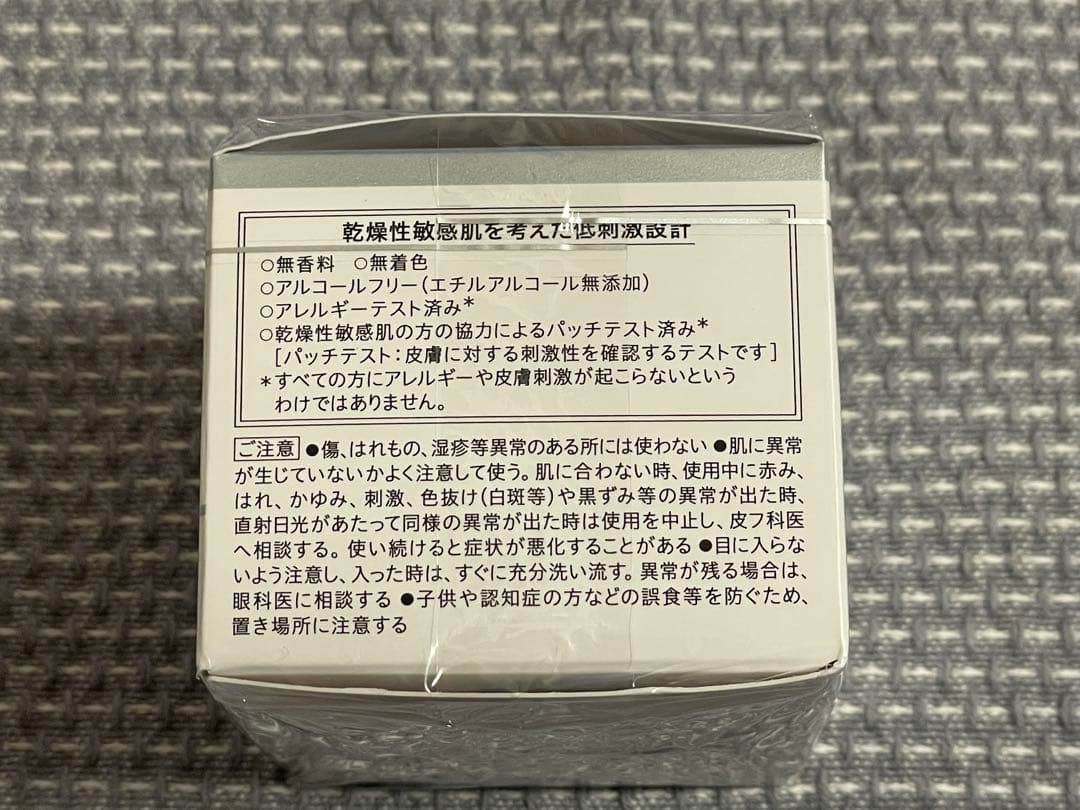 乾燥性敏感肌を考えた低刺激設計
○無香料　○無着色
○アルコールフリー(エチルアルコール無添加)
○アレルギーテスト済み*
○乾燥性敏感肌の方の協力によるパッチテスト済み*
[パッチテスト:皮膚に対する刺激性を確認するテストです]
*すべての方にアレルギーや皮膚刺激が起こらないという
わけではありません。
ご注意 ●傷、はれもの、湿疹等異常のある所には使わない ●肌に異常
が生じていないかよく注意して使う。肌に合わない時、使用中に赤み、
はれ、かゆみ、刺激、色抜け(白斑等)や黒ずみ等の異常が出た時、
直射日光があたって同様の異常が出た時は使用を中止し、皮フ科医
へ相談する。使い続けると症状が悪化することがある ●目に入らな
いよう注意し、入った時は、すぐに充分洗い流す。異常が残る場合は、
眼科医に相談する ●子供や認知症の方などの誤食等を防ぐため、
置き場所に注意する